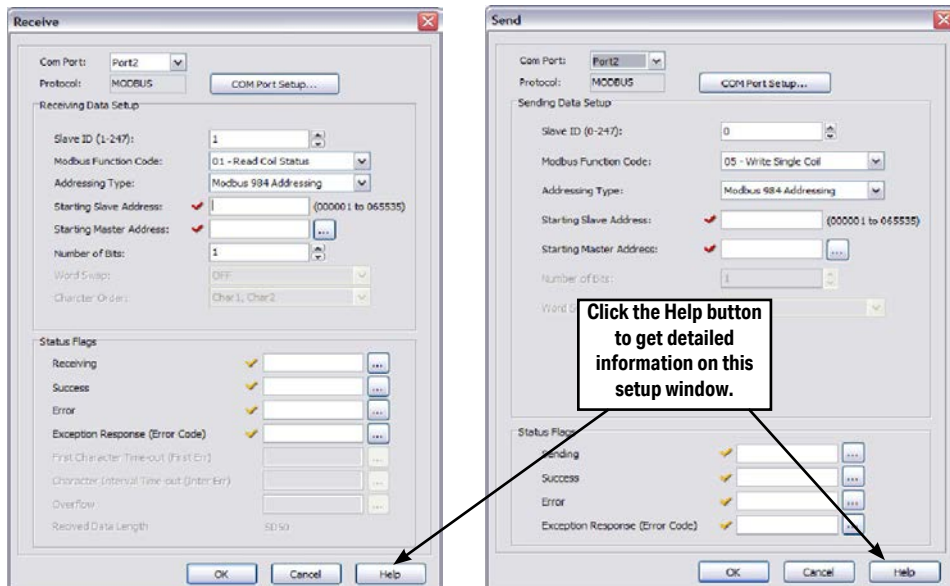 Receive
Com Port: Port2
Protocol: MODBUS COM Port Setup...
Receiving Data Setup
Slave ID (1-247): 1
Modbus Function Code: 01 - Read Coil Status
Addressing Type: Modbus 984 Addressing
Starting Slave Address: (000001 to 065535)
Starting Master Address: ...
Number of Bits: 1
Word Swap: OFF
Charcter Order: Char1, Char2
Status Flags
Receiving ...
Success ...
Error ...
Exception Response (Error Code) ...
First Character Time-out (First Err) ...
Character Interval Time-out (Inter Err) ...
Overflow ...
Recived Data Length SD50
OK Cancel Help
Send
Com Port: Port2
Protocol: MODBUS COM Port Setup...
Sending Data Setup
Slave ID (0-247): 0
Modbus Function Code: 05 - Write Single Coil
Addressing Type: Modbus 984 Addressing
Starting Slave Address: (000001 to 065535)
Starting Master Address: ...
Number of Bits: 1
Word
Click the Help button
to get detailed
information on this
setup window.
Status Flags
Sending ...
Success ...
Error ...
Exception Response (Error Code) ...
OK Cancel Help